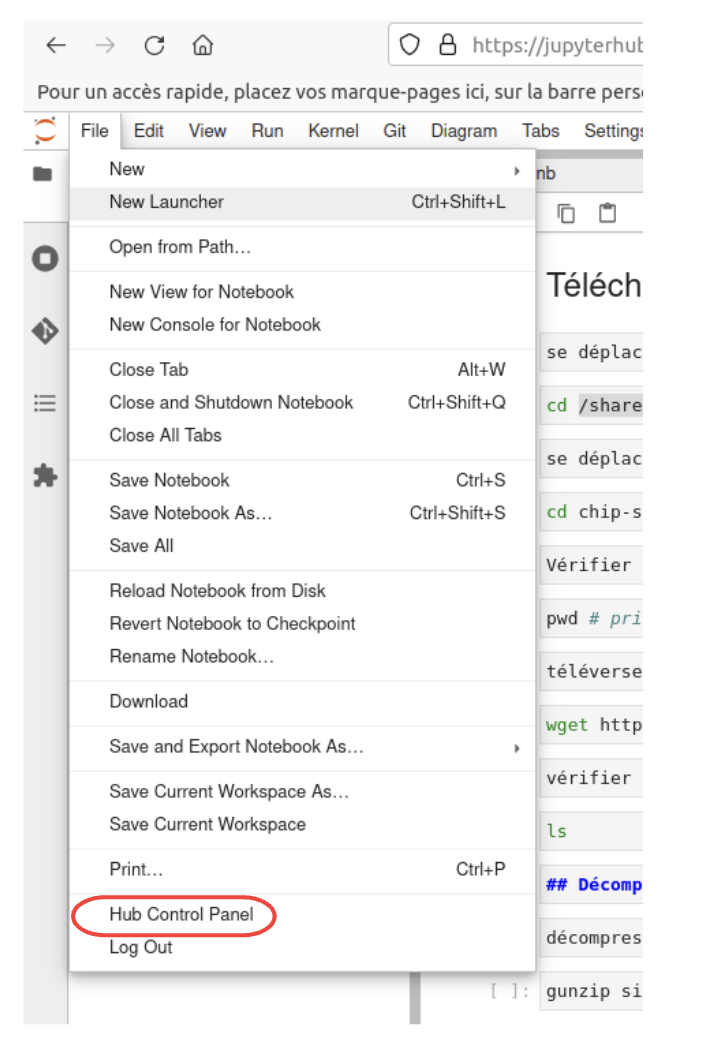 https://jupyterhub
Pour un accès rapide, placez vos marque-pages ici, sur la barre pers
File Edit View Run Kernel Git Diagram Tabs Settings
New
nb
New Launcher Ctrl+Shift+L
Open from Path…
Téléch
New View for Notebook
New Console for Notebook
se déplac
Close Tab Alt+W
Close and Shutdown Notebook Ctrl+Shift+Q
cd /share
Close All Tabs
se déplac
Save Notebook Ctrl+S
Save Notebook As… Ctrl+Shift+S
cd chip-s
Save All
Vérifier
Reload Notebook from Disk
Revert Notebook to Checkpoint
pwd # pri
Rename Notebook…
téléverse
Download
wget http
Save and Export Notebook As…
vérifier
Save Current Workspace As…
Save Current Workspace
ls
Print… Ctrl+P
## Décomp
Hub Control Panel
décompres
Log Out
[ ]: gunzip si